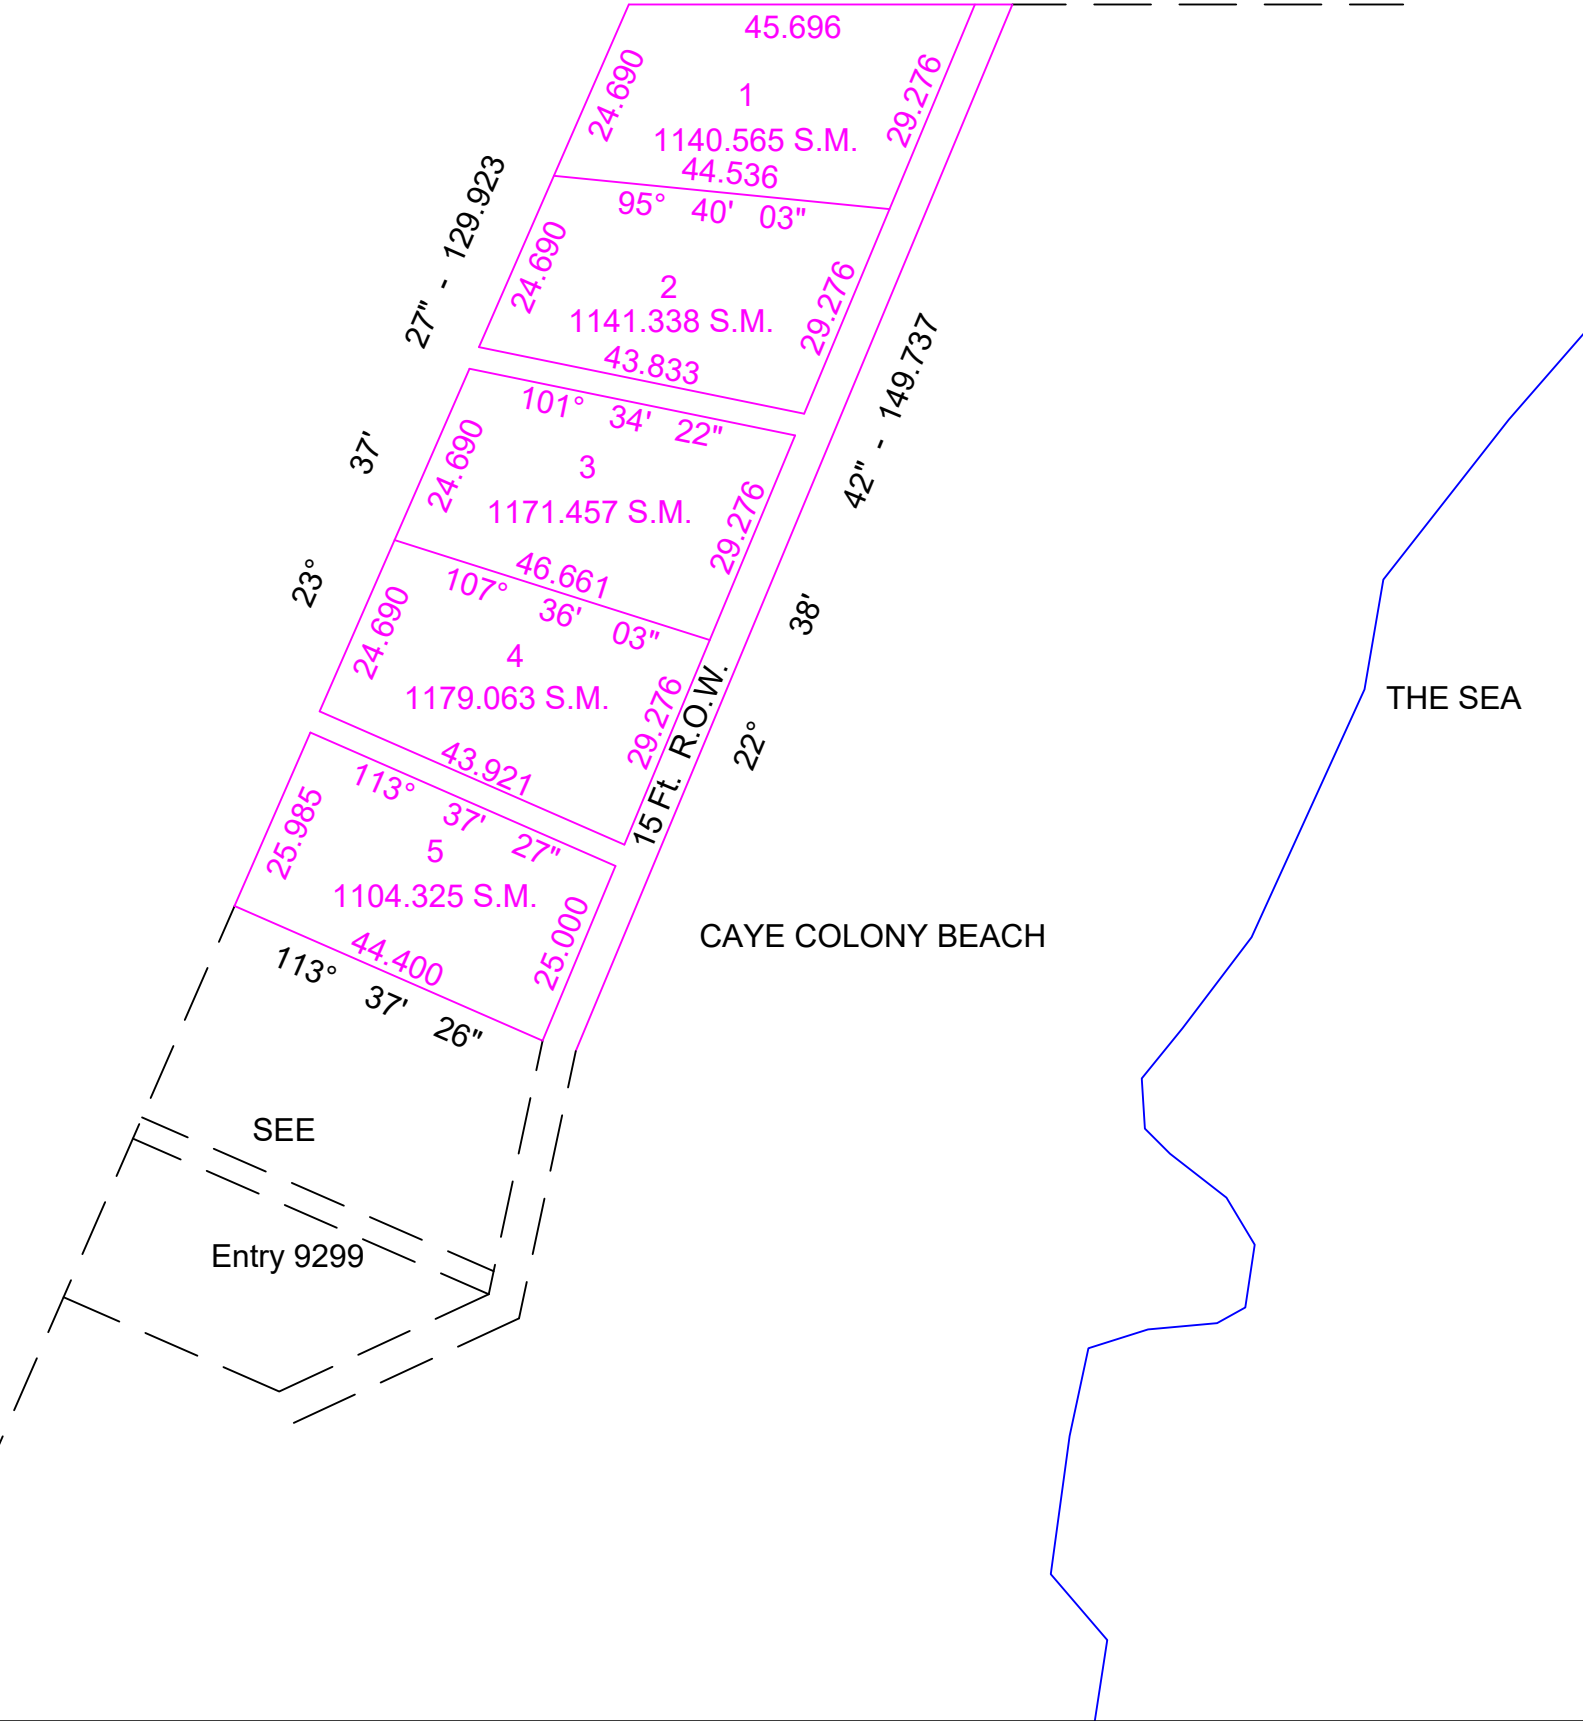 45.696
24.690
29.276
1
1140.565 S.M.
44.536
95° 40' 03"
24.690
29.276
2
1141.338 S.M.
43.833
23° 37' 27" - 129.923
22° 38' 42" - 149.737
101° 34' 22"
24.690
29.276
3
1171.457 S.M.
46.661
107° 36' 03"
24.690
29.276
4
1179.063 S.M.
43.921
15 Ft. R.O.W.
THE SEA
113° 37' 27"
25.985
25.000
5
1104.325 S.M.
44.400
113° 37' 26"
CAYE COLONY BEACH
SEE
Entry 9299